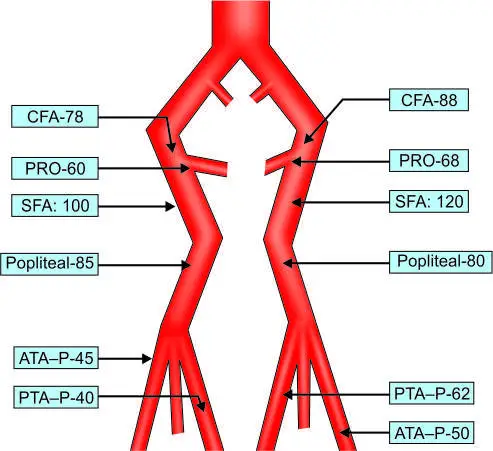 CFA-78
PRO-60
SFA: 100
Popliteal-85
ATA–P-45
PTA–P-40
CFA-88
PRO-68
SFA: 120
Popliteal-80
PTA–P-62
ATA–P-50